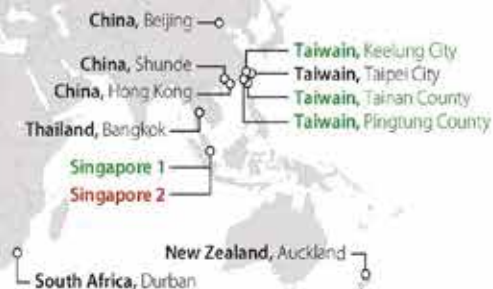 China, Beijing
China, Shunde
China, Hong Kong
Thailand, Bangkok
Singapore 1
Singapore 2
Taiwain, Keelung City
Taiwain, Taipei City
Taiwain, Tainan County
Taiwain, Pingtung County
New Zealand, Auckland
South Africa, Durban